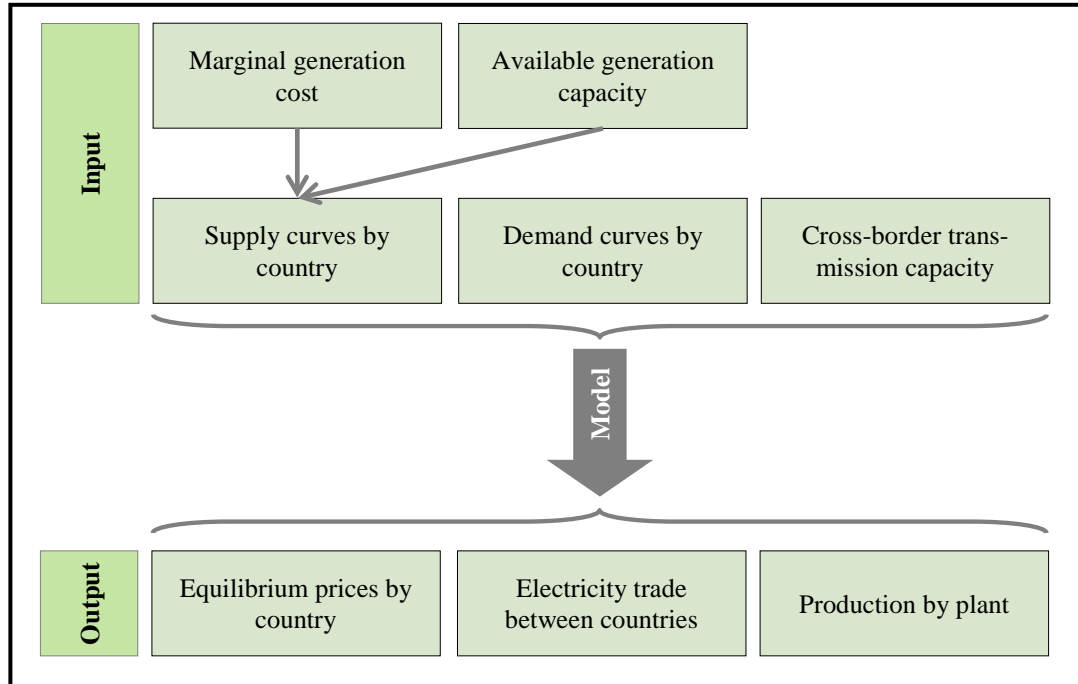 Input
Marginal generation
cost
Available generation
capacity
Supply curves by
country
Demand curves by
country
Cross-border trans-
mission capacity
Model
Output
Equilibrium prices by
country
Electricity trade
between countries
Production by plant